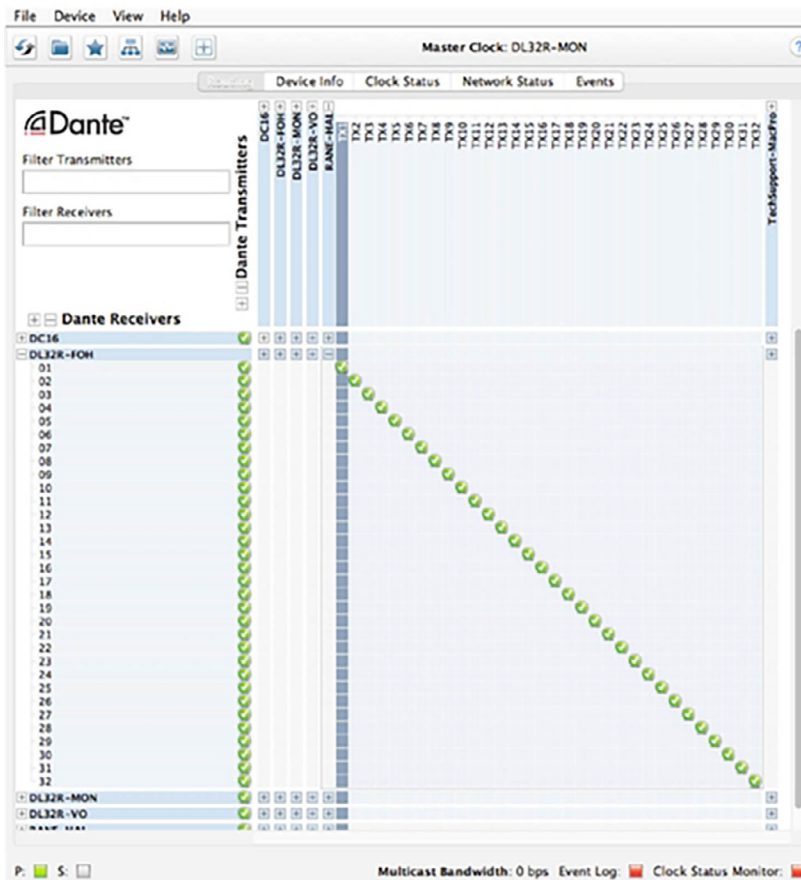 File Device View Help
Master Clock: DL32R-MON
Device Info Clock Status Network Status Events
Dante™
Filter Transmitters
Filter Receivers
Dante Receivers
Dante Transmitters
DC16
DL32R-FOH
DL32R-MON
DL32R-VO
RANE-HAL
TX1
TX2
TX3
TX4
TX5
TX6
TX7
TX8
TX9
TX10
TX11
TX12
TX13
TX14
TX15
TX16
TX17
TX18
TX19
TX20
TX21
TX22
TX23
TX24
TX25
TX26
TX27
TX28
TX29
TX30
TX31
TX32
TechSupport-MacPro
DC16
DL32R-FOH
01
02
03
04
05
06
07
08
09
10
11
12
13
14
15
16
17
18
19
20
21
22
23
24
25
26
27
28
29
30
31
32
DL32R-MON
DL32R-VO
RANE-HAL
P: S: Multicast Bandwidth: 0 bps Event Log: Clock Status Monitor: